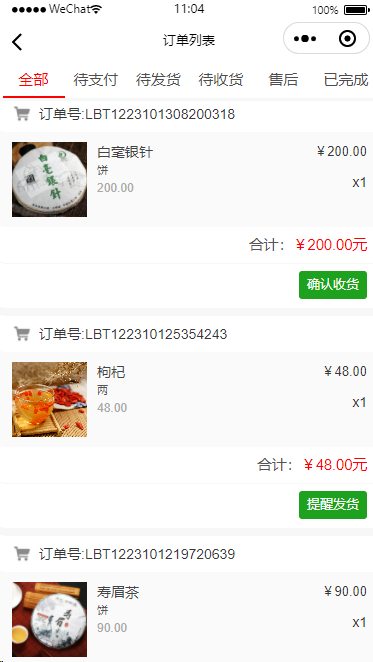 WeChat 11:04 100%
订单列表
全部 待支付 待发货 待收货 售后 已完成
订单号:LBT1223101308200318
白毫银针
白毫银针 ￥200.00
饼
200.00 x1
合计: ￥200.00元
确认收货
订单号:LBT122310125354243
枸杞 ￥48.00
两
48.00 x1
合计: ￥48.00元
提醒发货
订单号:LBT1223101219720639
寿眉茶 ￥90.00
饼
90.00 x1